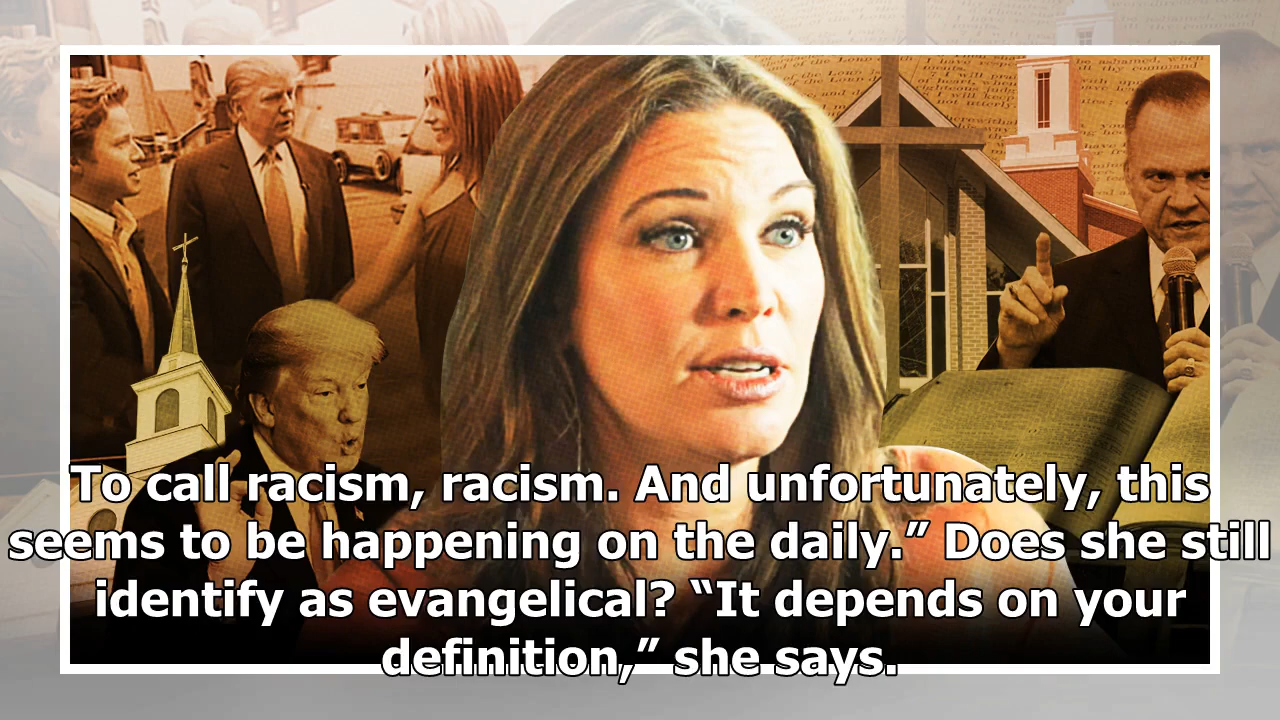 To call racism, racism. And unfortunately, this
seems to be happening on the daily.” Does she still
identify as evangelical? “It depends on your
definition,” she says.